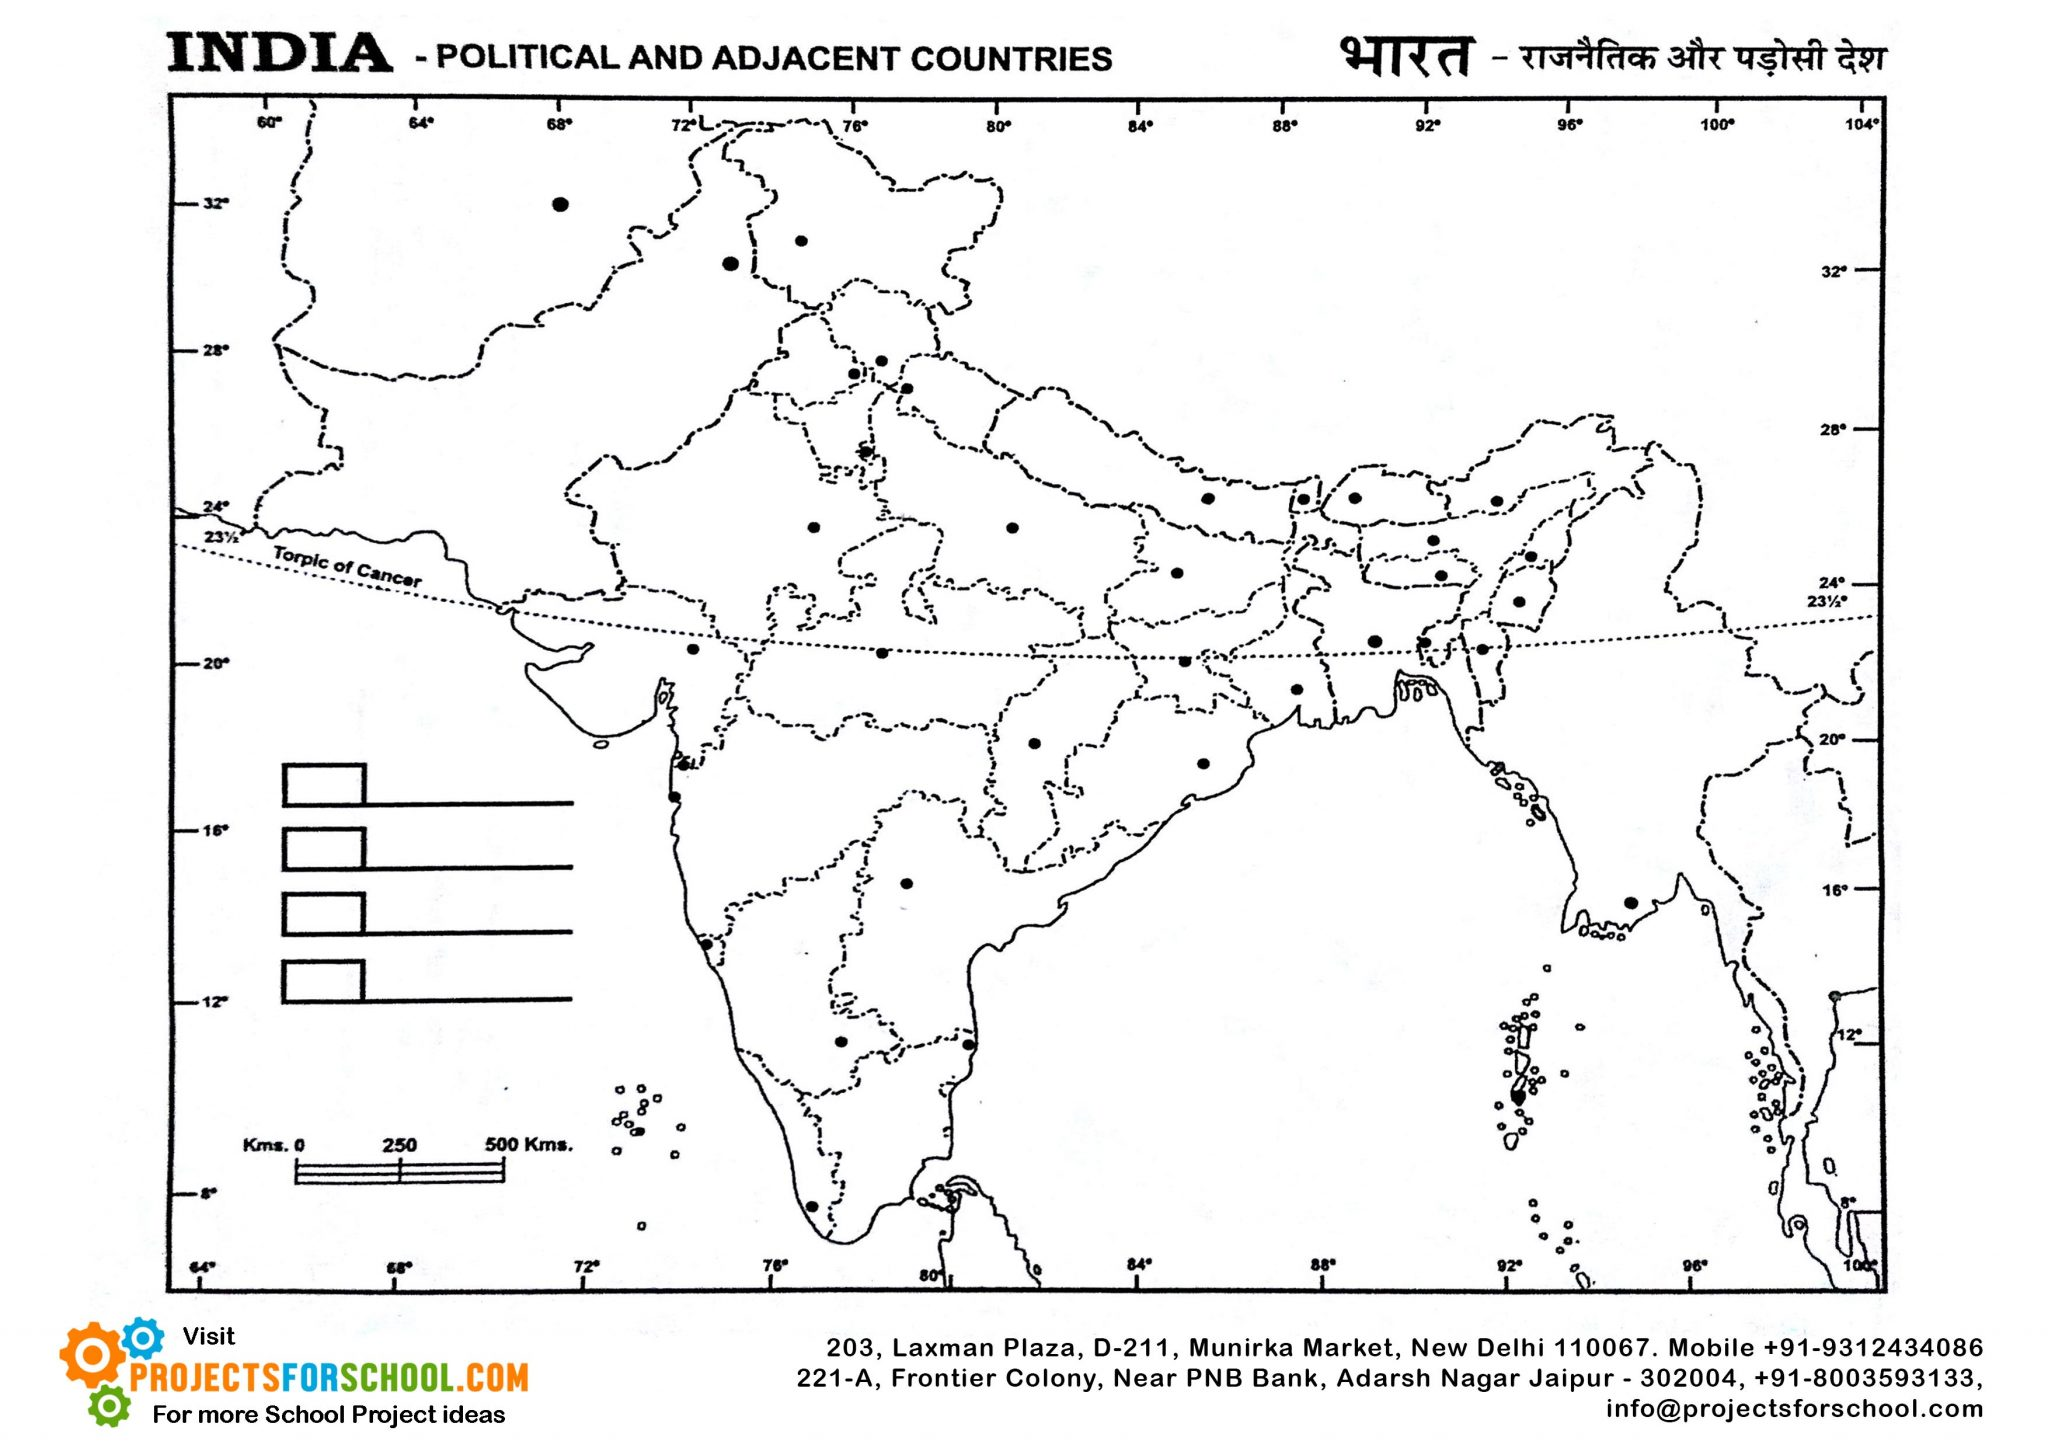 INDIA - POLITICAL AND ADJACENT COUNTRIES
भारत - राजनैतिक और पड़ोसी देश
60° 64° 68° 72° 76° 80° 84° 88° 92° 96° 100° 104°
32°
32°
28°
28°
24°
23½°
Torpic of Cancer
24°
23½°
20°
20°
16°
16°
12°
12°
Kms. 0 250 500 Kms.
8°
8°
64° 68° 72° 76° 80° 84° 88° 92° 96° 100°
Visit
PROJECTSFORSCHOOL.COM
For more School Project ideas
203, Laxman Plaza, D-211, Munirka Market, New Delhi 110067. Mobile +91-9312434086
221-A, Frontier Colony, Near PNB Bank, Adarsh Nagar Jaipur - 302004, +91-8003593133,
info@projectsforschool.com